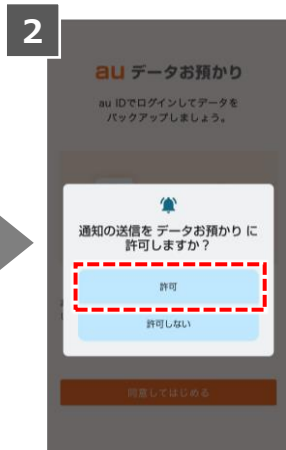 2
au データお預かり
au IDでログインしてデータを
バックアップしましょう。
通知の送信を データお預かり に
許可しますか？
許可
許可しない
同意してはじめる